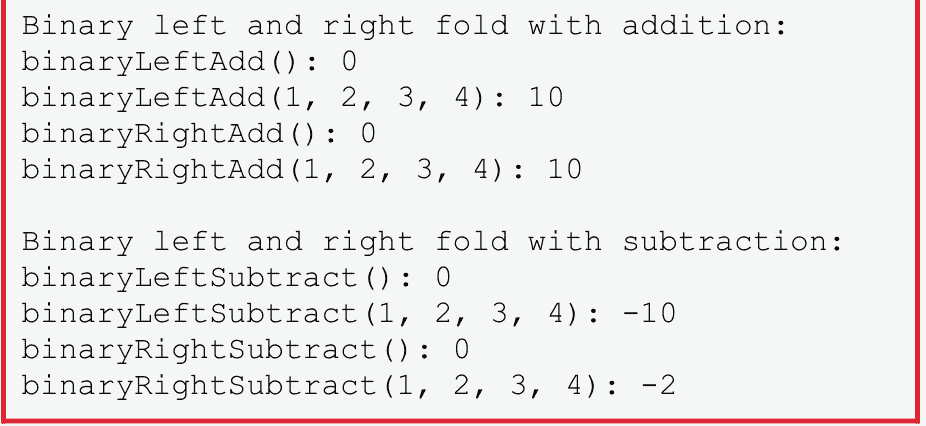 Binary left and right fold with addition:
binaryLeftAdd(): 0
binaryLeftAdd(1, 2, 3, 4): 10
binaryRightAdd(): 0
binaryRightAdd(1, 2, 3, 4): 10

Binary left and right fold with subtraction:
binaryLeftSubtract(): 0
binaryLeftSubtract(1, 2, 3, 4): -10
binaryRightSubtract(): 0
binaryRightSubtract(1, 2, 3, 4): -2